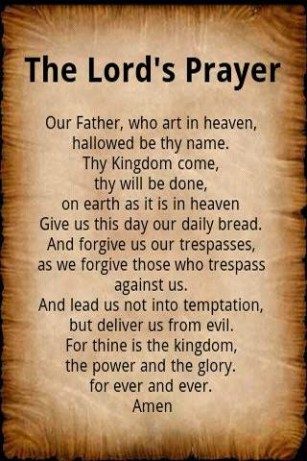 The Lord's Prayer
Our Father, who art in heaven,
hallowed be thy name.
Thy Kingdom come,
thy will be done,
on earth as it is in heaven
Give us this day our daily bread.
And forgive us our trespasses,
as we forgive those who trespass
against us.
And lead us not into temptation,
but deliver us from evil.
For thine is the kingdom,
the power and the glory.
for ever and ever.
Amen